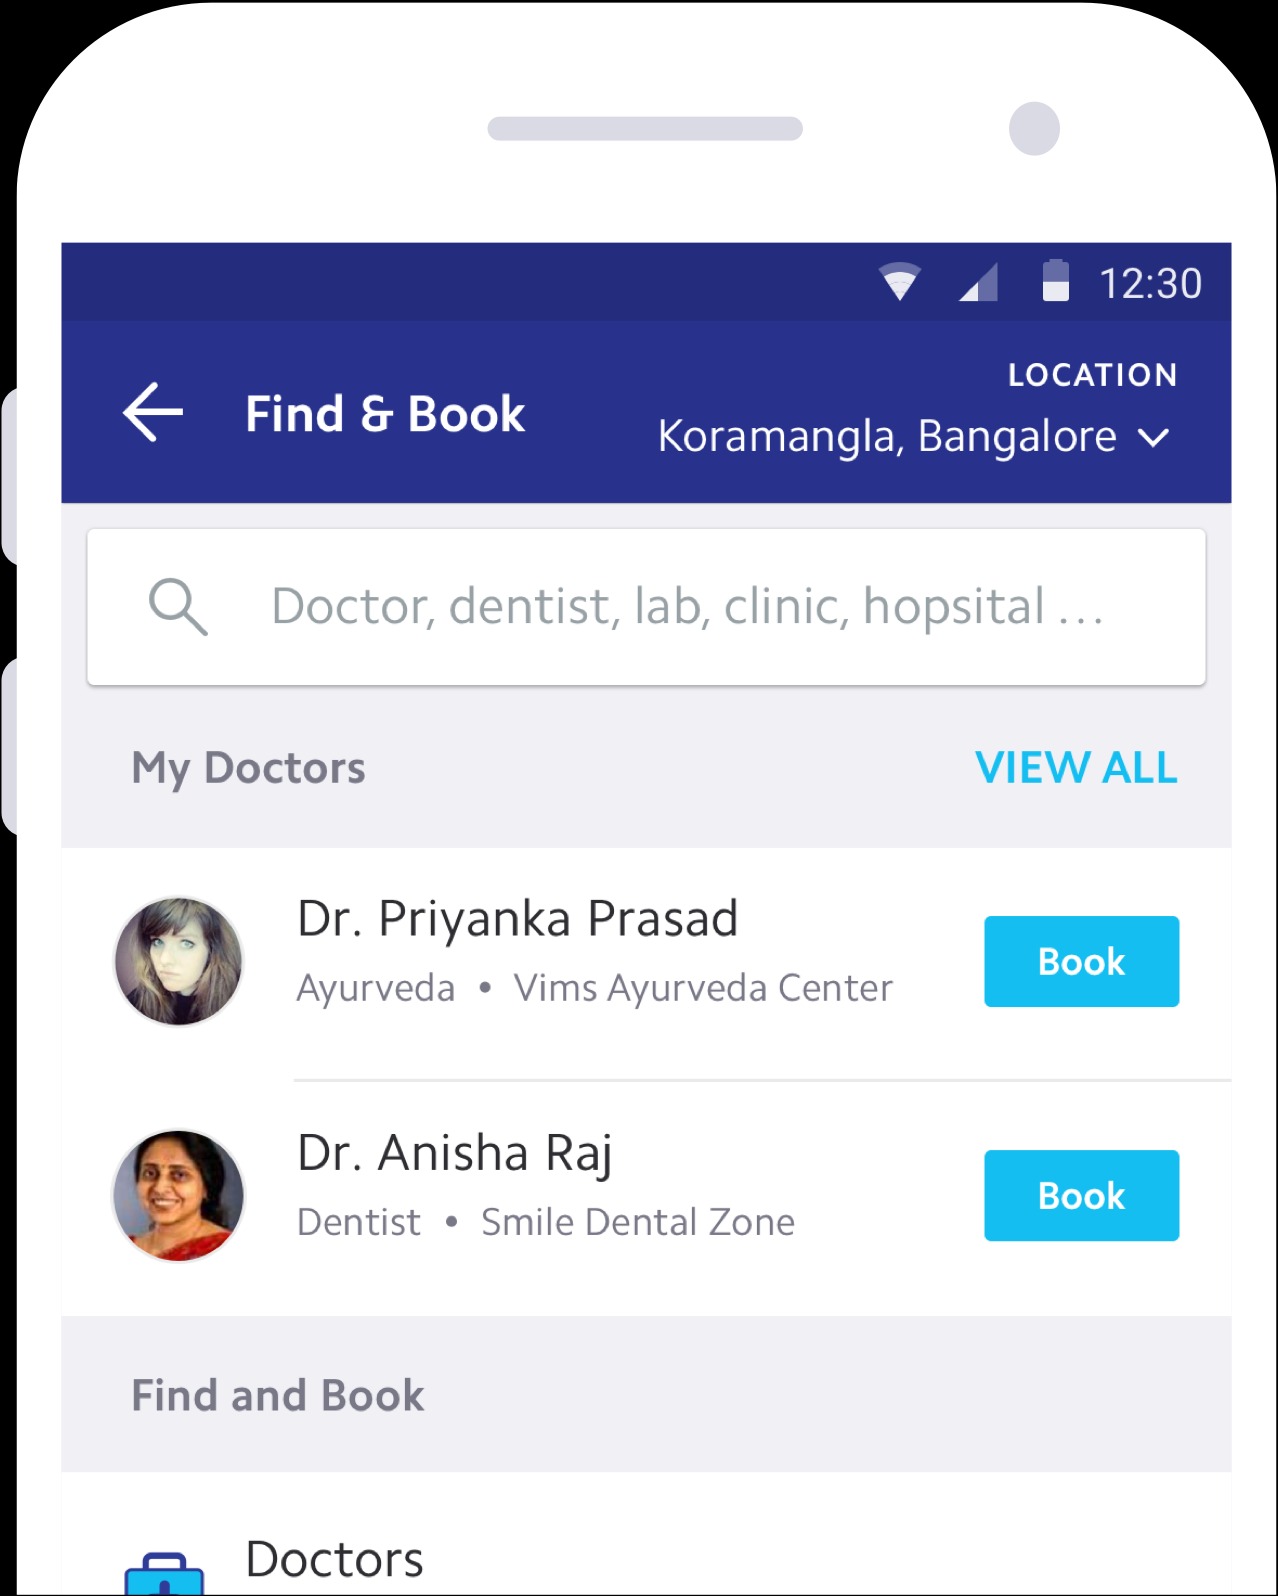 12:30
LOCATION
Find & Book
Koramangla, Bangalore
Doctor, dentist, lab, clinic, hopsital ...
My Doctors VIEW ALL
Dr. Priyanka Prasad
Ayurveda • Vims Ayurveda Center
Book
Dr. Anisha Raj
Dentist • Smile Dental Zone
Book
Find and Book
Doctors